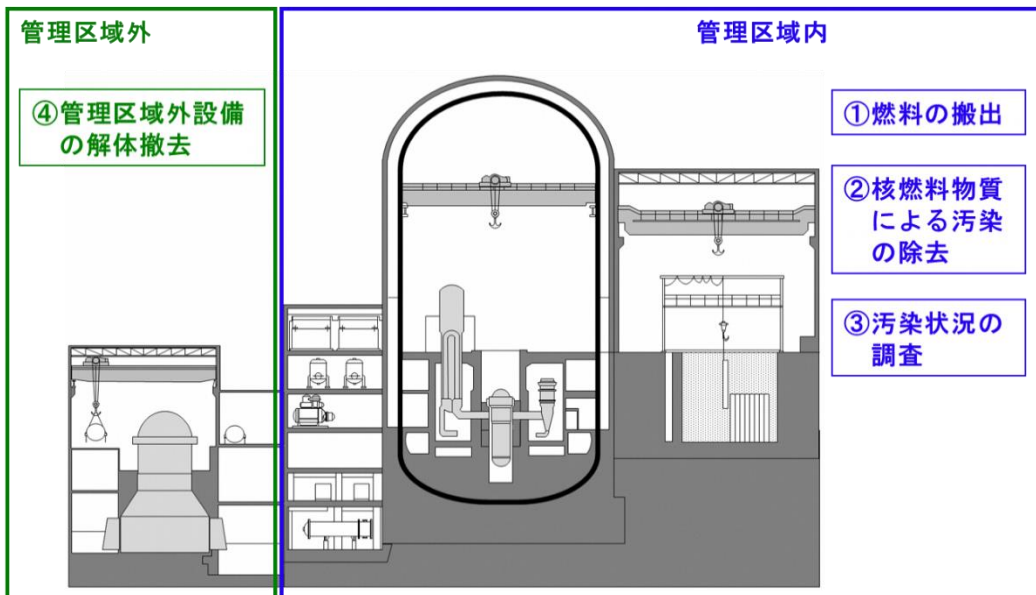 管理区域外
管理区域内
④管理区域外設備
の解体撤去
①燃料の搬出
②核燃料物質
による汚染
の除去
③汚染状況の
調査